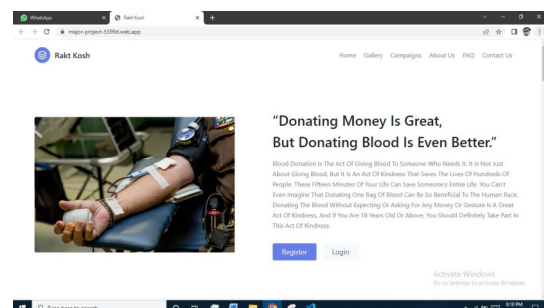 WhatsApp
Rakt Kosh
major-project-5399d.web.app
Rakt Kosh
Home Gallery Campaigns About Us FAQ Contact Us
“Donating Money Is Great,
But Donating Blood Is Even Better.”
Blood Donation Is The Act Of Giving Blood To Someone Who Needs It. It Is Not Just
About Giving Blood, But It Is An Act Of Kindness That Saves The Lives Of Hundreds Of
People. These Fifteen Minutes Of Your Life Can Save Someone's Entire Life. You Can't
Even Imagine That Donating One Bag Of Blood Can Be So Beneficial To The Human Race.
Donating The Blood Without Expecting Or Asking For Any Money Or Gesture Is A Great
Act Of Kindness, And If You Are 18 Years Old Or Above, You Should Definitely Take Part In
This Act Of Kindness.
Register Login
Activate Windows
Go to Settings to activate Windows.
Type here to search
8:10 PM